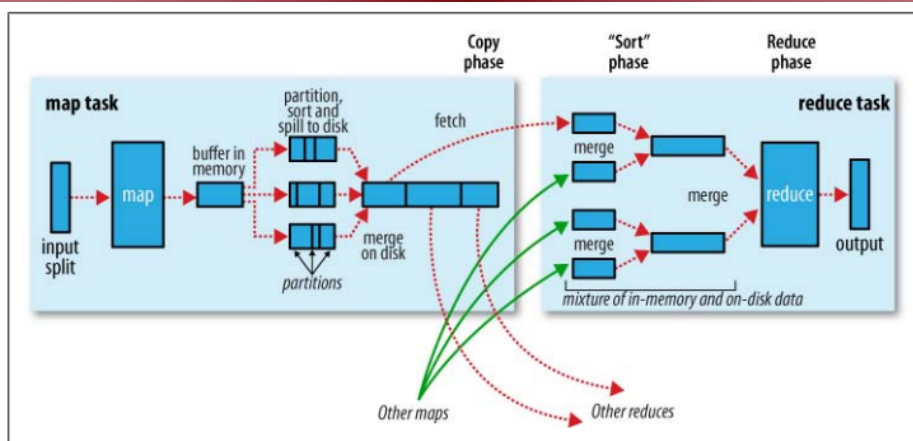 Copy
phase
"Sort"
phase
Reduce
phase
map task
partition,
sort and
spill to disk
fetch
reduce task
buffer in
memory
merge
map
merge
reduce
input
split
merge
on disk
merge
output
partitions
mixture of in-memory and on-disk data
Other maps
Other reduces